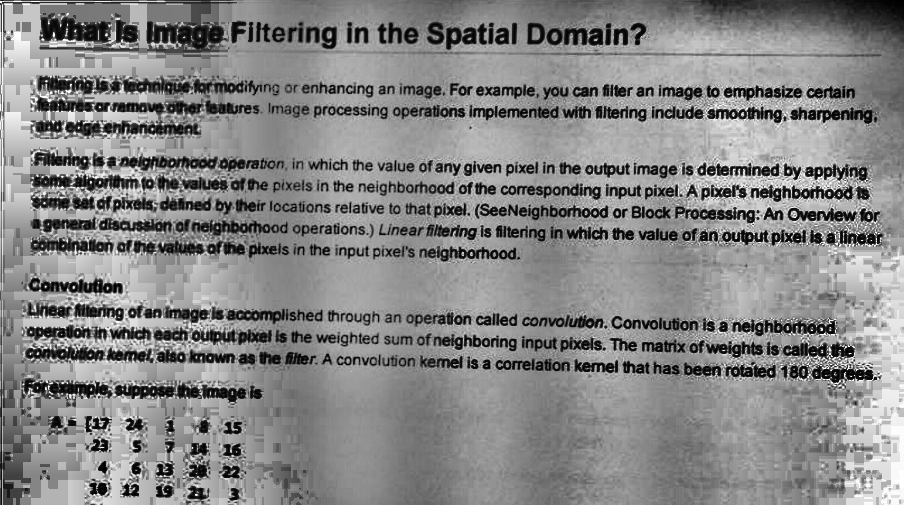 What Is Image Filtering in the Spatial Domain?
Filtering is a technique for modifying or enhancing an image. For example, you can filter an image to emphasize certain
features or remove other features. Image processing operations implemented with filtering include smoothing, sharpening,
and edge enhancement.
Filtering is a neighborhood operation, in which the value of any given pixel in the output image is determined by applying
some algorithm to the values of the pixels in the neighborhood of the corresponding input pixel. A pixel's neighborhood is
some set of pixels, defined by their locations relative to that pixel. (SeeNeighborhood or Block Processing: An Overview for
a general discussion of neighborhood operations.) Linear filtering is filtering in which the value of an output pixel is a linear
combination of the values of the pixels in the input pixel's neighborhood.
Convolution
Linear filtering of an image is accomplished through an operation called convolution. Convolution is a neighborhood
operation in which each output pixel is the weighted sum of neighboring input pixels. The matrix of weights is called the
convolution kernel, also known as the filter. A convolution kernel is a correlation kernel that has been rotated 180 degrees.
For example, suppose the image is
A = [17 24 1 8 15
23 5 7 14 16
4 6 13 20 22
10 12 19 21 3